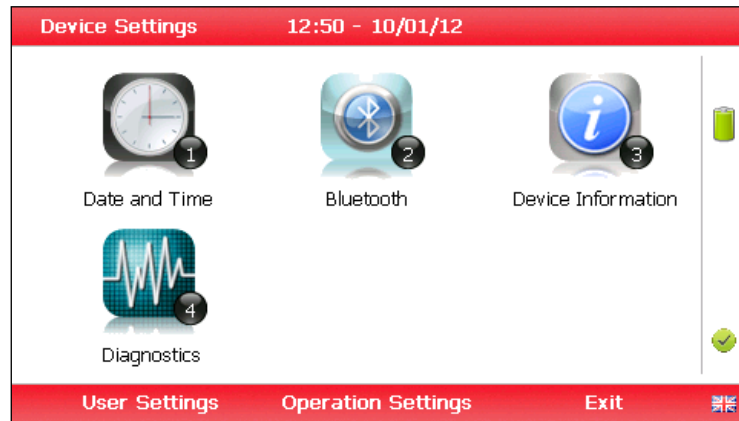 Device Settings 12:50 - 10/01/12
1 2 3
Date and Time Bluetooth Device Information
4
Diagnostics
User Settings Operation Settings Exit